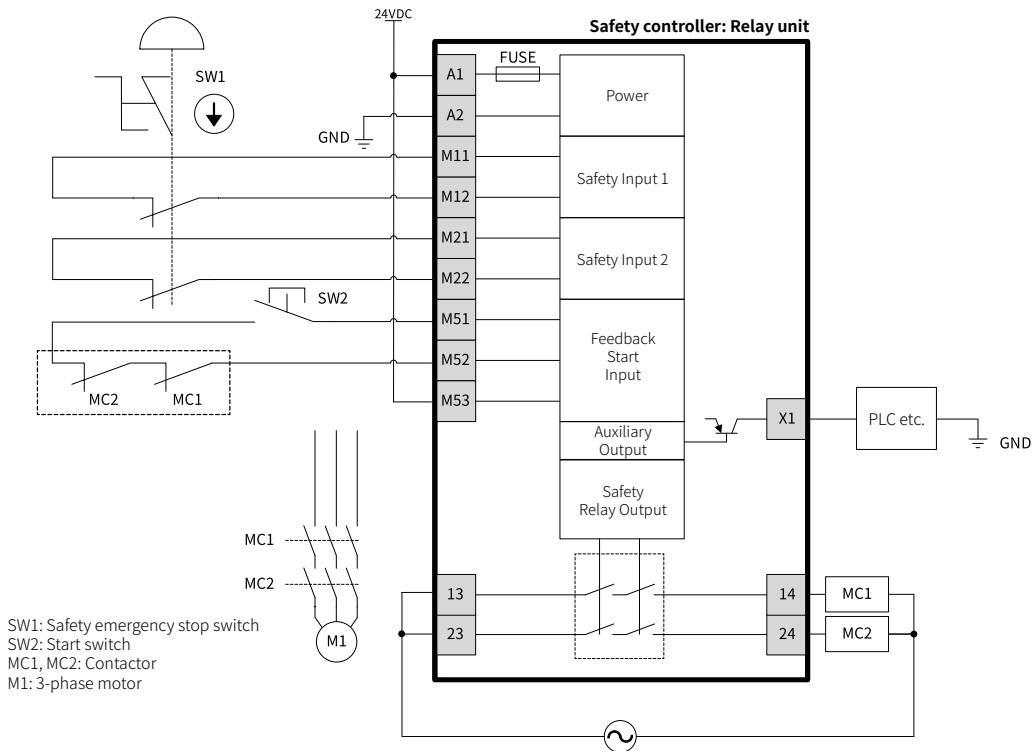 24VDC
Safety controller: Relay unit
SW1
FUSE
A1
Power
A2
GND
M11
Safety Input 1
M12
M21
Safety Input 2
M22
SW2
M51
Feedback
Start
Input
M52
MC2
MC1
M53
X1
PLC etc.
GND
Auxiliary
Output
Safety
Relay Output
MC1
MC2
13
14
MC1
23
24
MC2
M1
SW1: Safety emergency stop switch
SW2: Start switch
MC1, MC2: Contactor
M1: 3-phase motor